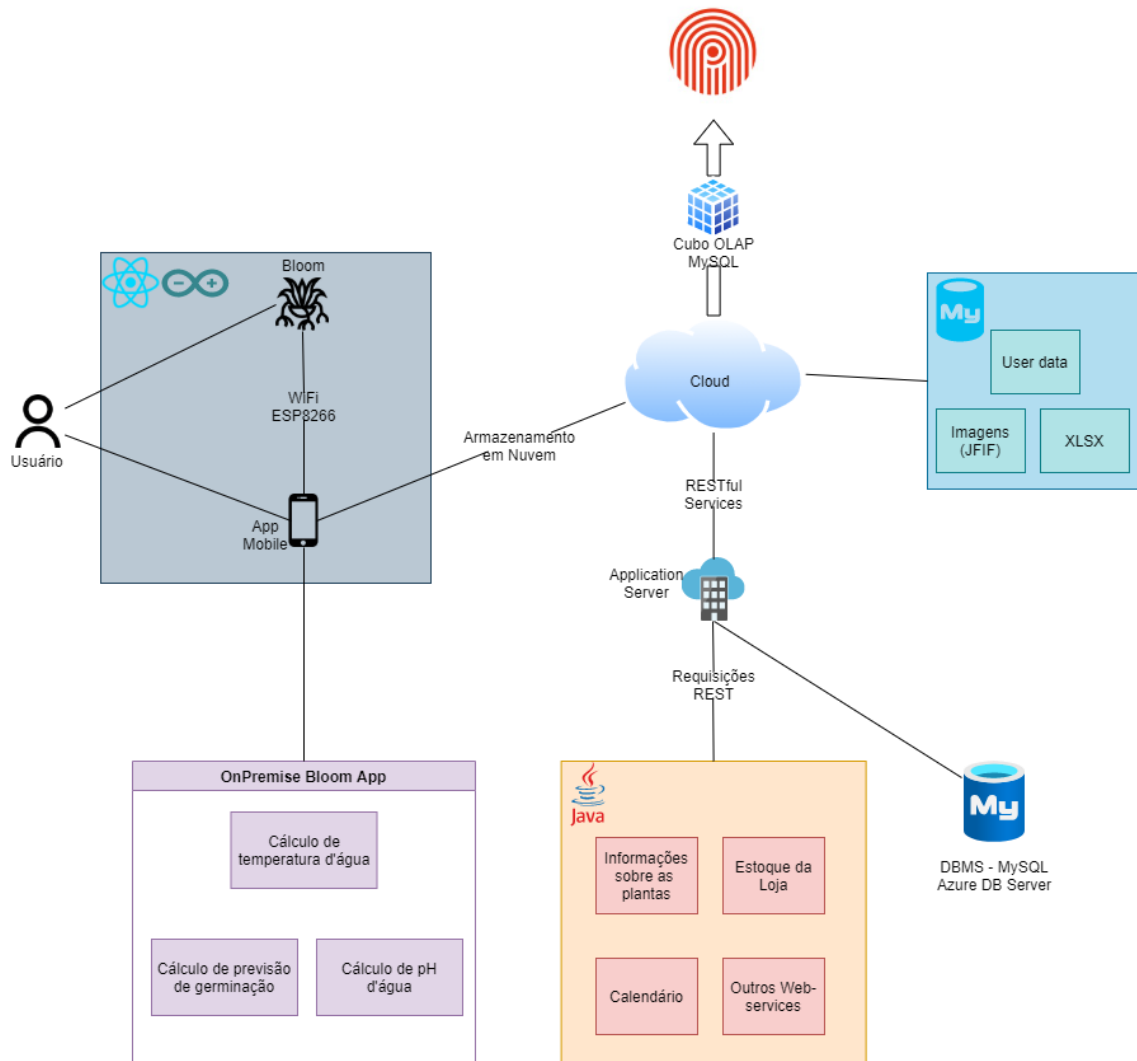 Cubo OLAP
MySQL
Bloom
WiFi
ESP8266
Usuário
App
Mobile
Armazenamento
em Nuvem
Cloud
My
User data
Imagens
(JFIF)
XLSX
RESTful
Services
Application
Server
Requisições
REST
OnPremise Bloom App
Cálculo de
temperatura d'água
Cálculo de previsão
de germinação
Cálculo de pH
d'água
Java
Informações
sobre as
plantas
Estoque da
Loja
Calendário
Outros Web-
services
My
DBMS - MySQL
Azure DB Server